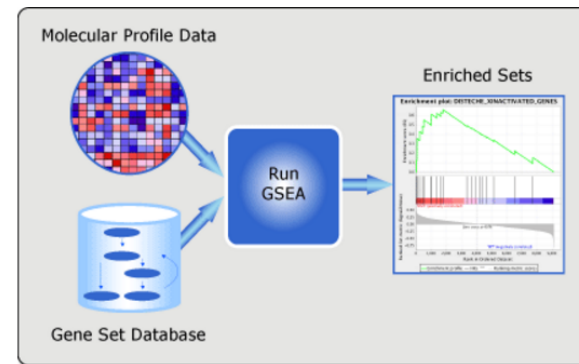 Molecular Profile Data
Enriched Sets
Enrichment plot: DISTECHE_XINACTIVATED_GENES
Run
GSEA
Gene Set Database